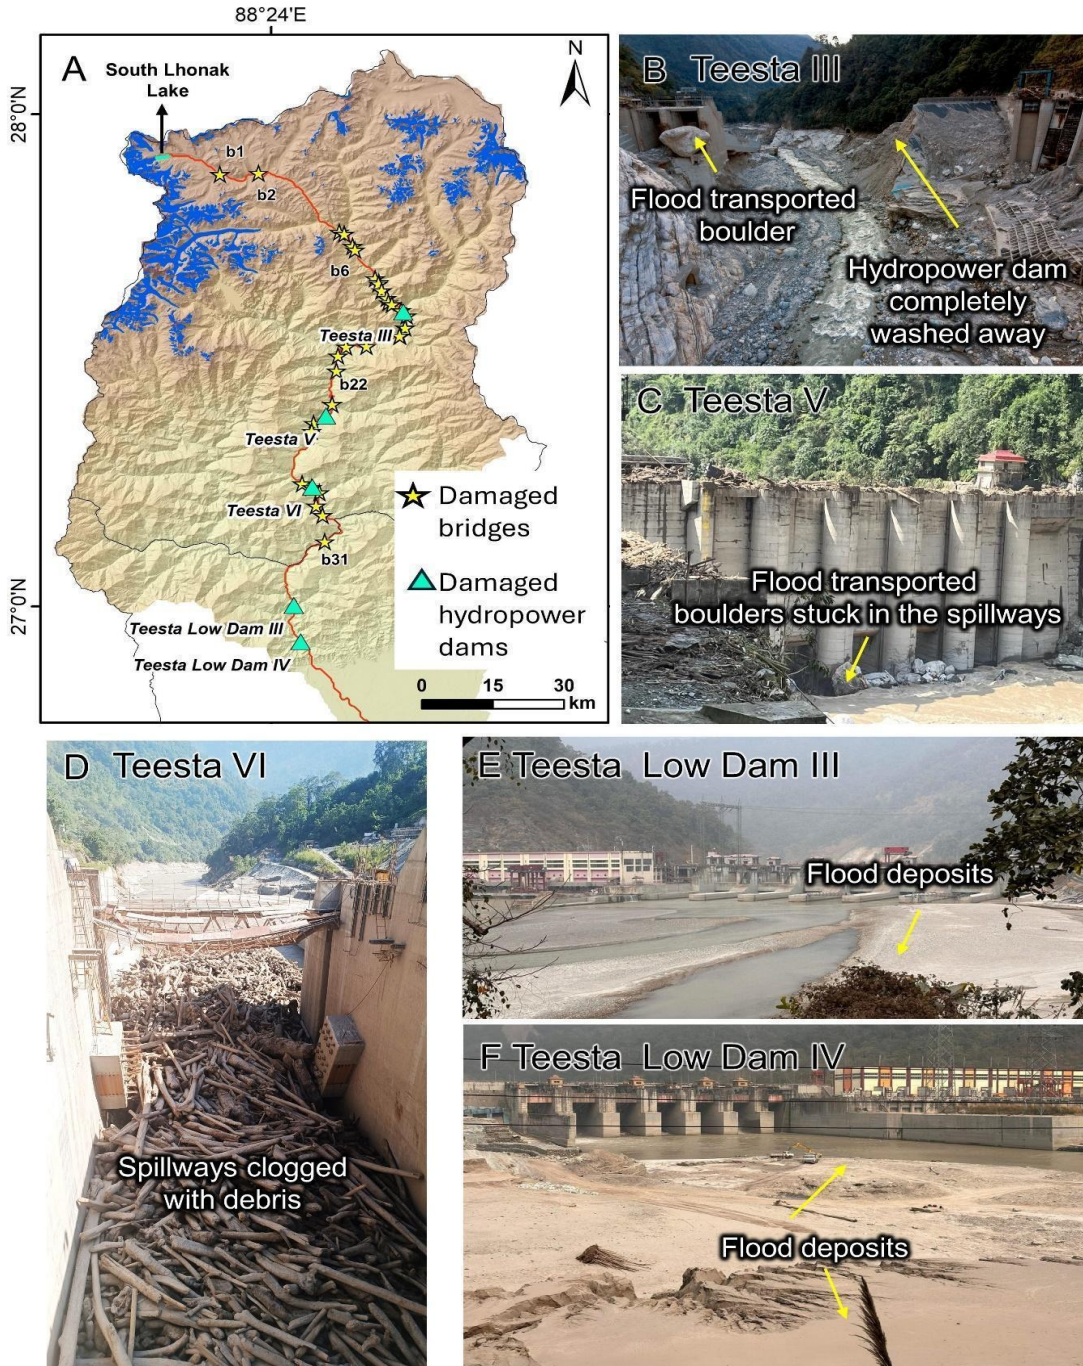 88°24'E
28°0'N
27°0'N
A
N
South Lhonak
Lake
b1
b2
b6
Teesta III
b22
Teesta V
Teesta VI
b31
Teesta Low Dam III
Teesta Low Dam IV
Damaged
bridges
Damaged
hydropower
dams
0 15 30
km
B Teesta III
Flood transported
boulder
Hydropower dam
completely
washed away
C Teesta V
Flood transported
boulders stuck in the spillways
D Teesta VI
Spillways clogged
with debris
E Teesta Low Dam III
Flood deposits
F Teesta Low Dam IV
Flood deposits